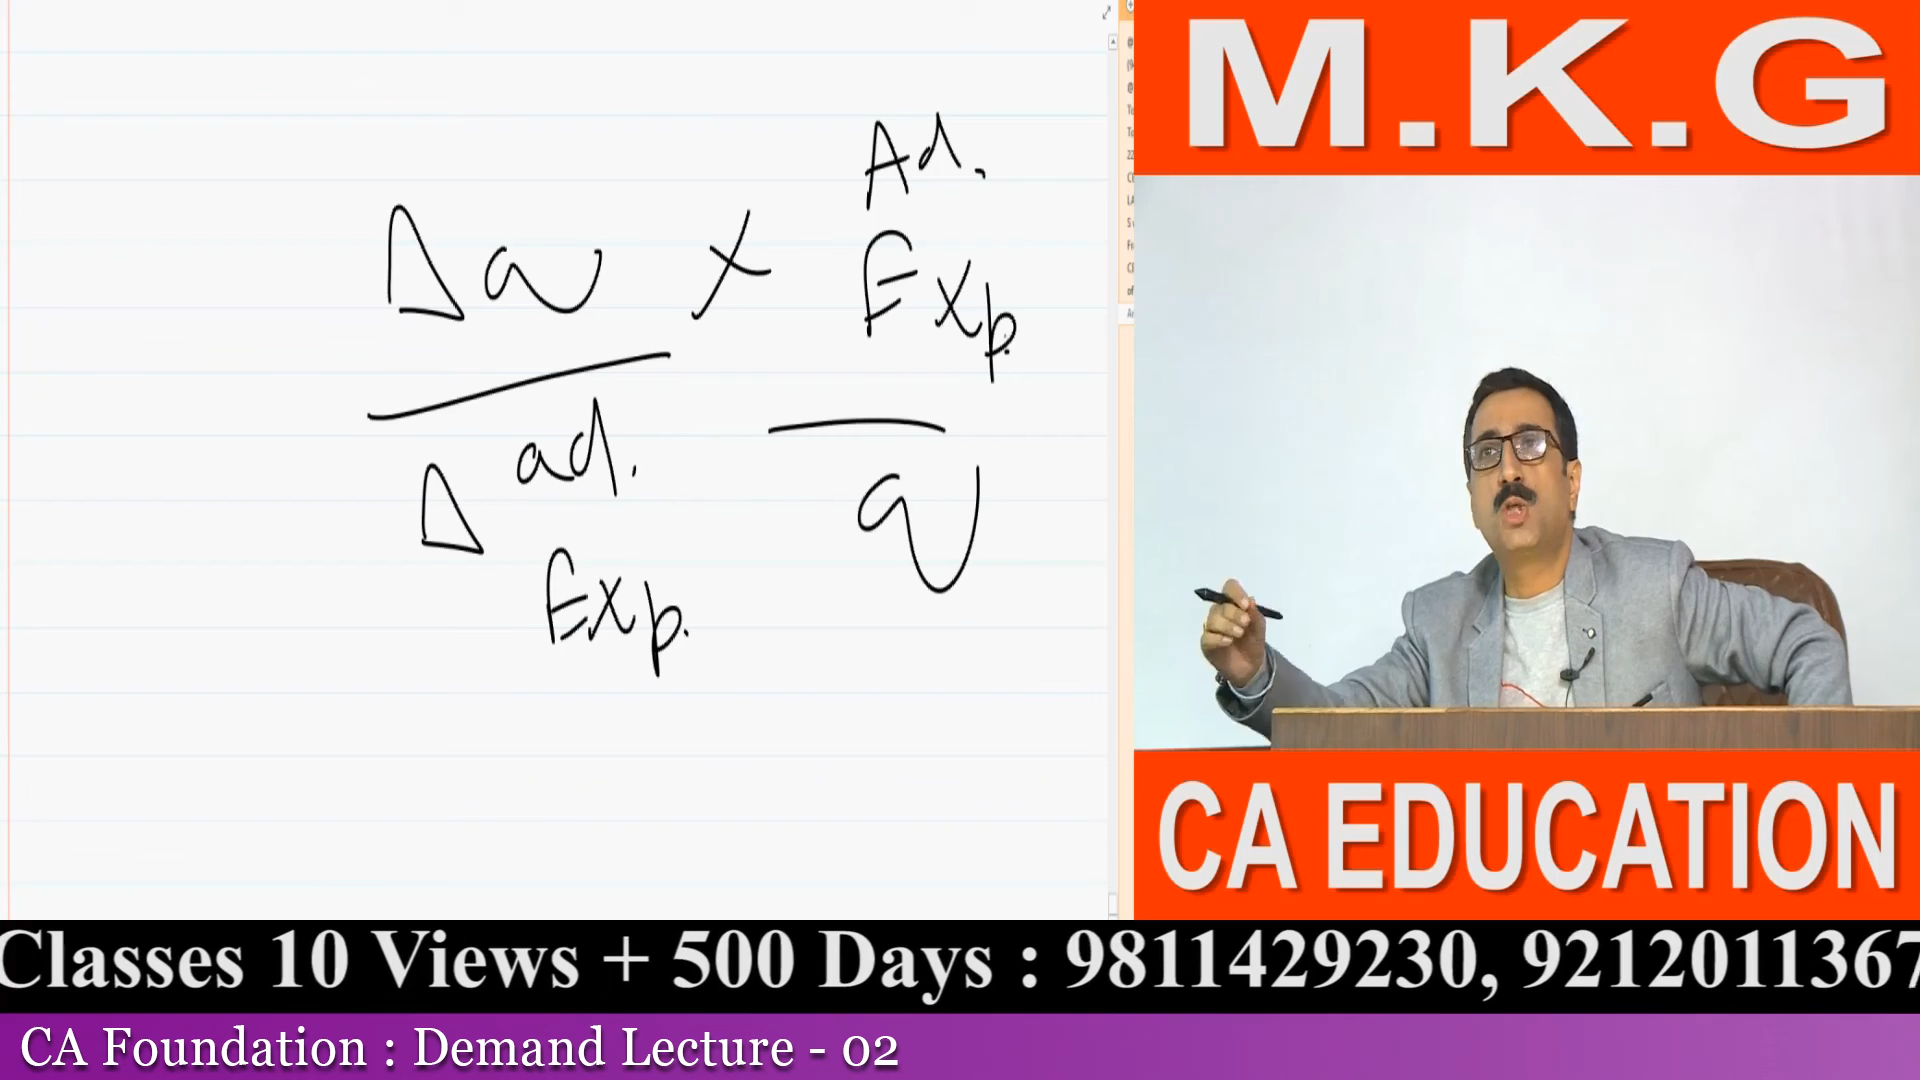 M.K.G
Ad.
Δq × Exp.
Δ ad. q
Exp.
CA EDUCATION
Classes 10 Views + 500 Days : 9811429230, 9212011367
CA Foundation : Demand Lecture - 02